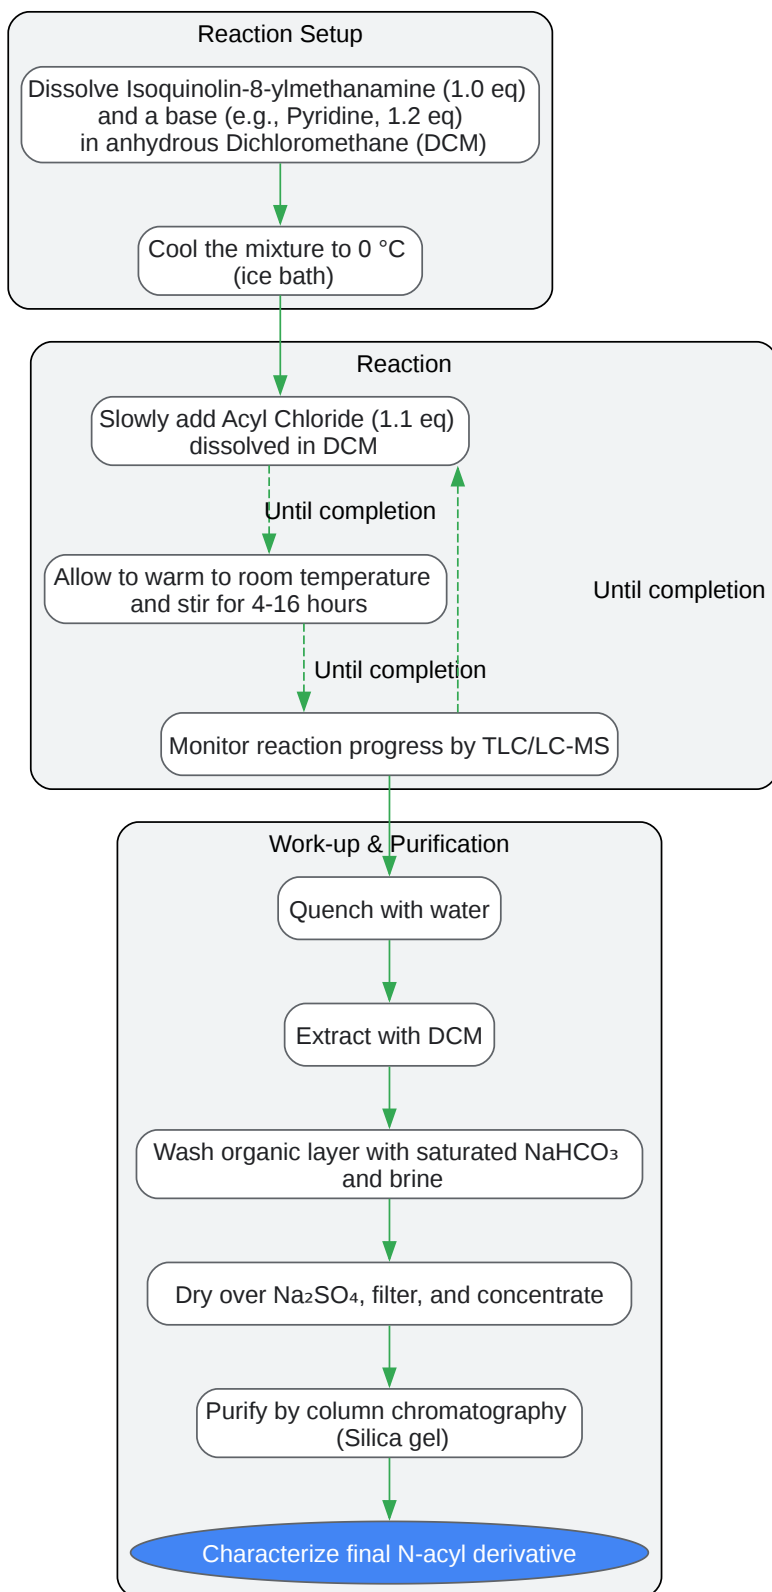 Reaction Setup
Dissolve Isoquinolin-8-ylmethanamine (1.0 eq)
and a base (e.g., Pyridine, 1.2 eq)
in anhydrous Dichloromethane (DCM)
Cool the mixture to 0 °C
(ice bath)
Reaction
Slowly add Acyl Chloride (1.1 eq)
dissolved in DCM
Until completion
Allow to warm to room temperature
and stir for 4-16 hours
Until completion
Until completion
Monitor reaction progress by TLC/LC-MS
Work-up & Purification
Quench with water
Extract with DCM
Wash organic layer with saturated NaHCO₃
and brine
Dry over Na₂SO₄, filter, and concentrate
Purify by column chromatography
(Silica gel)
Characterize final N-acyl derivative